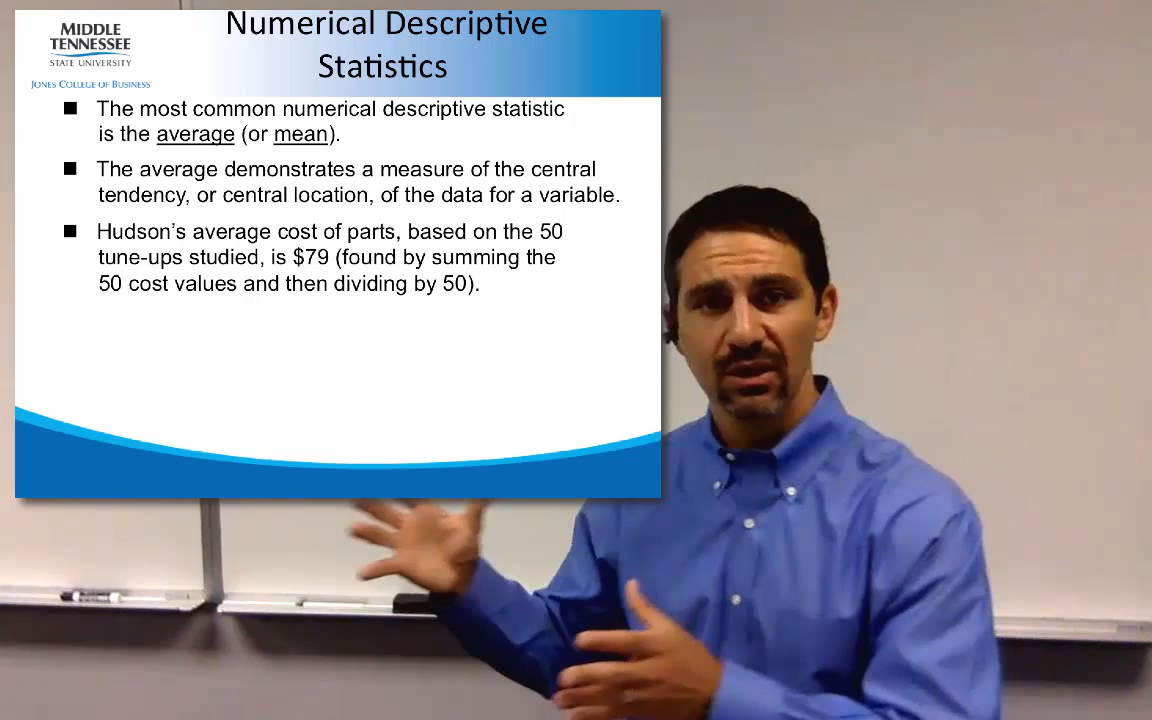 Numerical Descriptive
Statistics
MIDDLE
TENNESSEE
STATE UNIVERSITY
JONES COLLEGE OF BUSINESS
The most common numerical descriptive statistic
is the average (or mean).
The average demonstrates a measure of the central
tendency, or central location, of the data for a variable.
Hudson’s average cost of parts, based on the 50
tune-ups studied, is $79 (found by summing the
50 cost values and then dividing by 50).